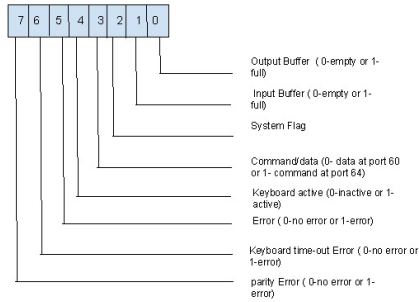 7 6 5 4 3 2 1 0
Output Buffer ( 0-empty or 1-
full)
Input Buffer ( 0-empty or 1-
full)
System Flag
Command/data (0- data at port 60
or 1- command at port 64)
Keyboard active (0-inactive or 1-
active)
Error ( 0-no error or 1-error)
Keyboard time-out Error ( 0-no error or
1-error)
parity Error ( 0-no error or 1-
error)